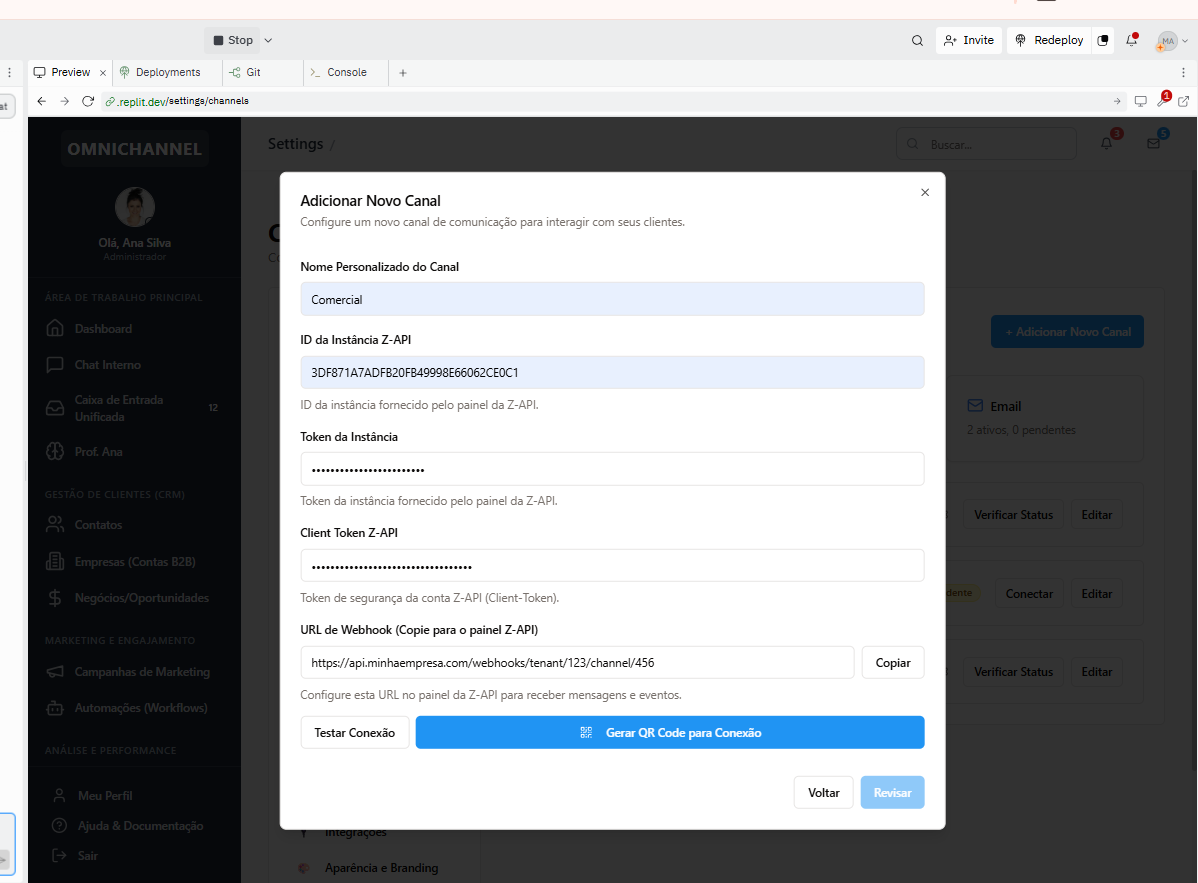 Stop
Invite
Redeploy
MA
Preview
Deployments
Git
Console
at
.replit.dev/settings/channels
1
OMNICHANNEL
Settings /
Buscar...
3
5
Olá, Ana Silva
Administrador
ÁREA DE TRABALHO PRINCIPAL
Dashboard
Chat Interno
Caixa de Entrada
Unificada
12
Prof. Ana
GESTÃO DE CLIENTES (CRM)
Contatos
Empresas (Contas B2B)
Negócios/Oportunidades
MARKETING E ENGAJAMENTO
Campanhas de Marketing
Automações (Workflows)
ANÁLISE E PERFORMANCE
Meu Perfil
Ajuda & Documentação
Sair
Adicionar Novo Canal
Configure um novo canal de comunicação para interagir com seus clientes.
Nome Personalizado do Canal
Comercial
ID da Instância Z-API
3DF871A7ADFB20FB49998E66062CE0C1
ID da instância fornecido pelo painel da Z-API.
Token da Instância
Token da instância fornecido pelo painel da Z-API.
Client Token Z-API
Token de segurança da conta Z-API (Client-Token).
URL de Webhook (Copie para o painel Z-API)
https://api.minhaempresa.com/webhooks/tenant/123/channel/456
Copiar
Configure esta URL no painel da Z-API para receber mensagens e eventos.
Testar Conexão
Gerar QR Code para Conexão
Voltar
Revisar
+ Adicionar Novo Canal
Email
2 ativos, 0 pendentes
Verificar Status
Editar
dente
Conectar
Editar
Verificar Status
Editar
Integrações
Aparência e Branding